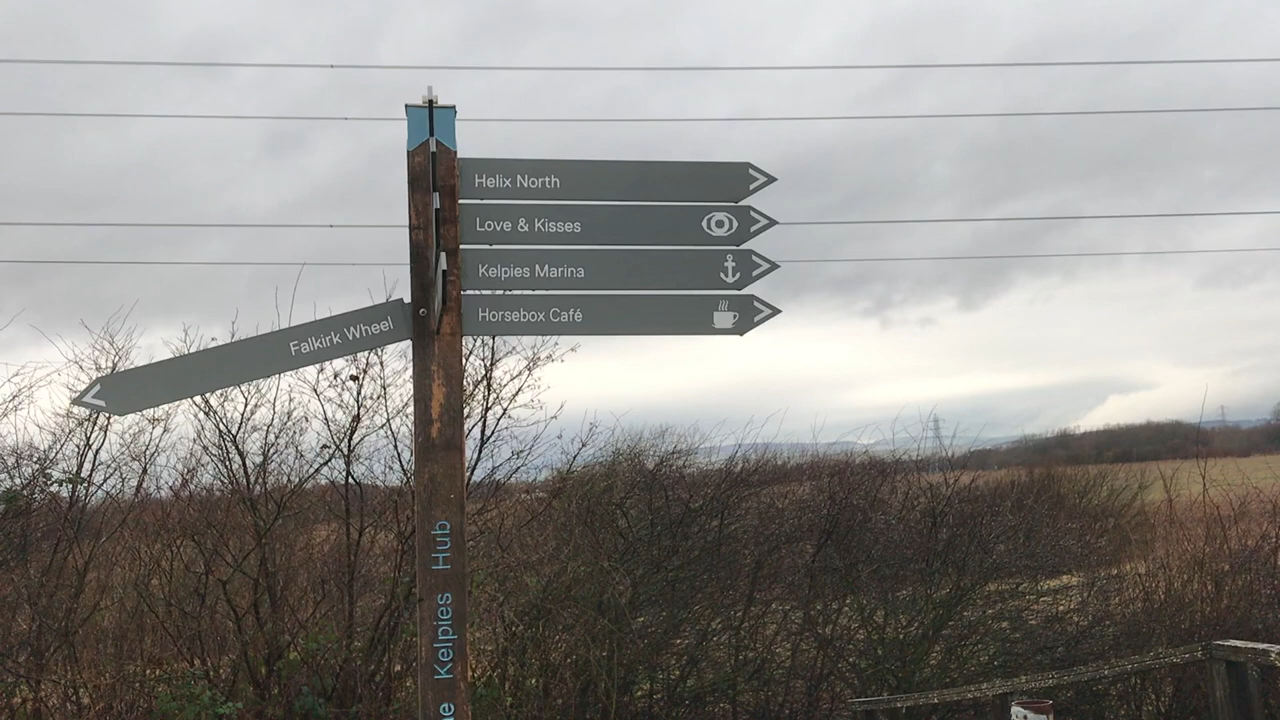 Helix North
Love & Kisses
Kelpies Marina
Horsebox Café
Falkirk Wheel
Kelpies Hub